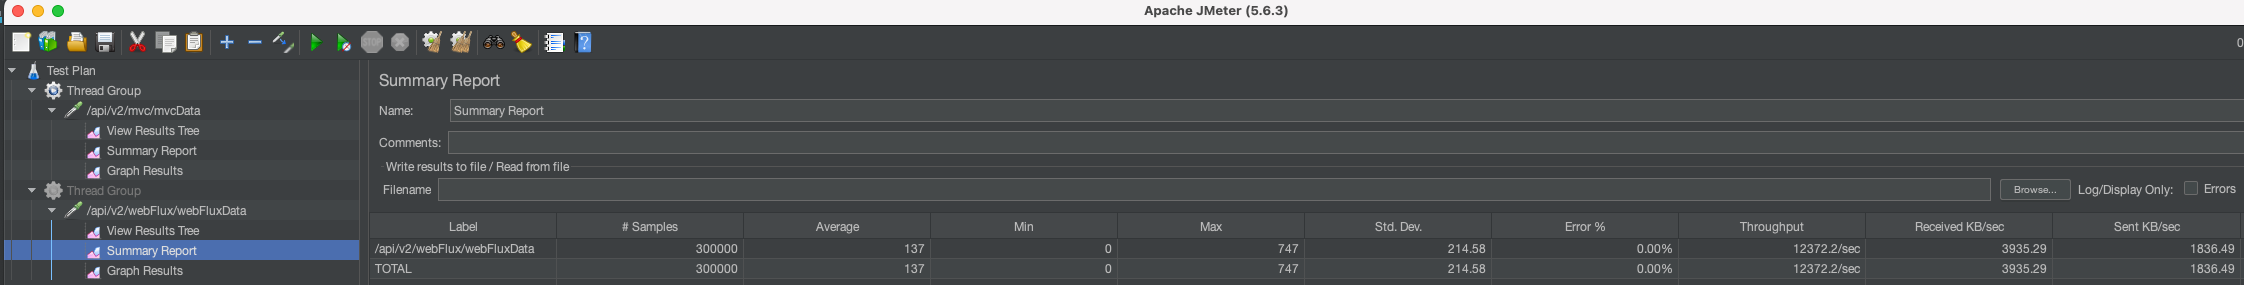 Apache JMeter (5.6.3)
STOP
0
Test Plan
Thread Group
/api/v2/mvc/mvcData
View Results Tree
Summary Report
Graph Results
Thread Group
/api/v2/webFlux/webFluxData
View Results Tree
Summary Report
Graph Results
Summary Report
Name: Summary Report
Comments:
Write results to file / Read from file
Filename Browse... Log/Display Only: Errors
Label # Samples Average Min Max Std. Dev. Error % Throughput Received KB/sec Sent KB/sec
/api/v2/webFlux/webFluxData 300000 137 0 747 214.58 0.00% 12372.2/sec 3935.29 1836.49
TOTAL 300000 137 0 747 214.58 0.00% 12372.2/sec 3935.29 1836.49